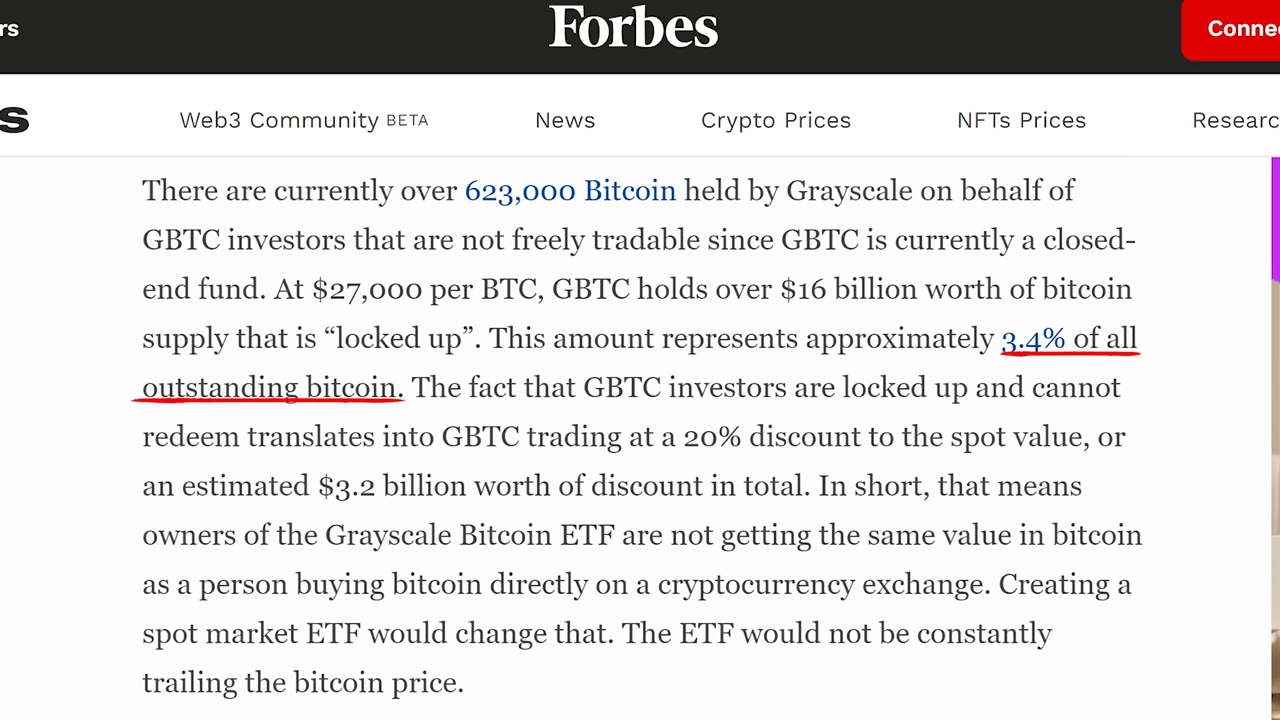 rs
Forbes
Conne
s
Web3 Community BETA
News
Crypto Prices
NFTs Prices
Researc
There are currently over 623,000 Bitcoin held by Grayscale on behalf of
GBTC investors that are not freely tradable since GBTC is currently a closed-
end fund. At $27,000 per BTC, GBTC holds over $16 billion worth of bitcoin
supply that is “locked up”. This amount represents approximately 3.4% of all
outstanding bitcoin. The fact that GBTC investors are locked up and cannot
redeem translates into GBTC trading at a 20% discount to the spot value, or
an estimated $3.2 billion worth of discount in total. In short, that means
owners of the Grayscale Bitcoin ETF are not getting the same value in bitcoin
as a person buying bitcoin directly on a cryptocurrency exchange. Creating a
spot market ETF would change that. The ETF would not be constantly
trailing the bitcoin price.